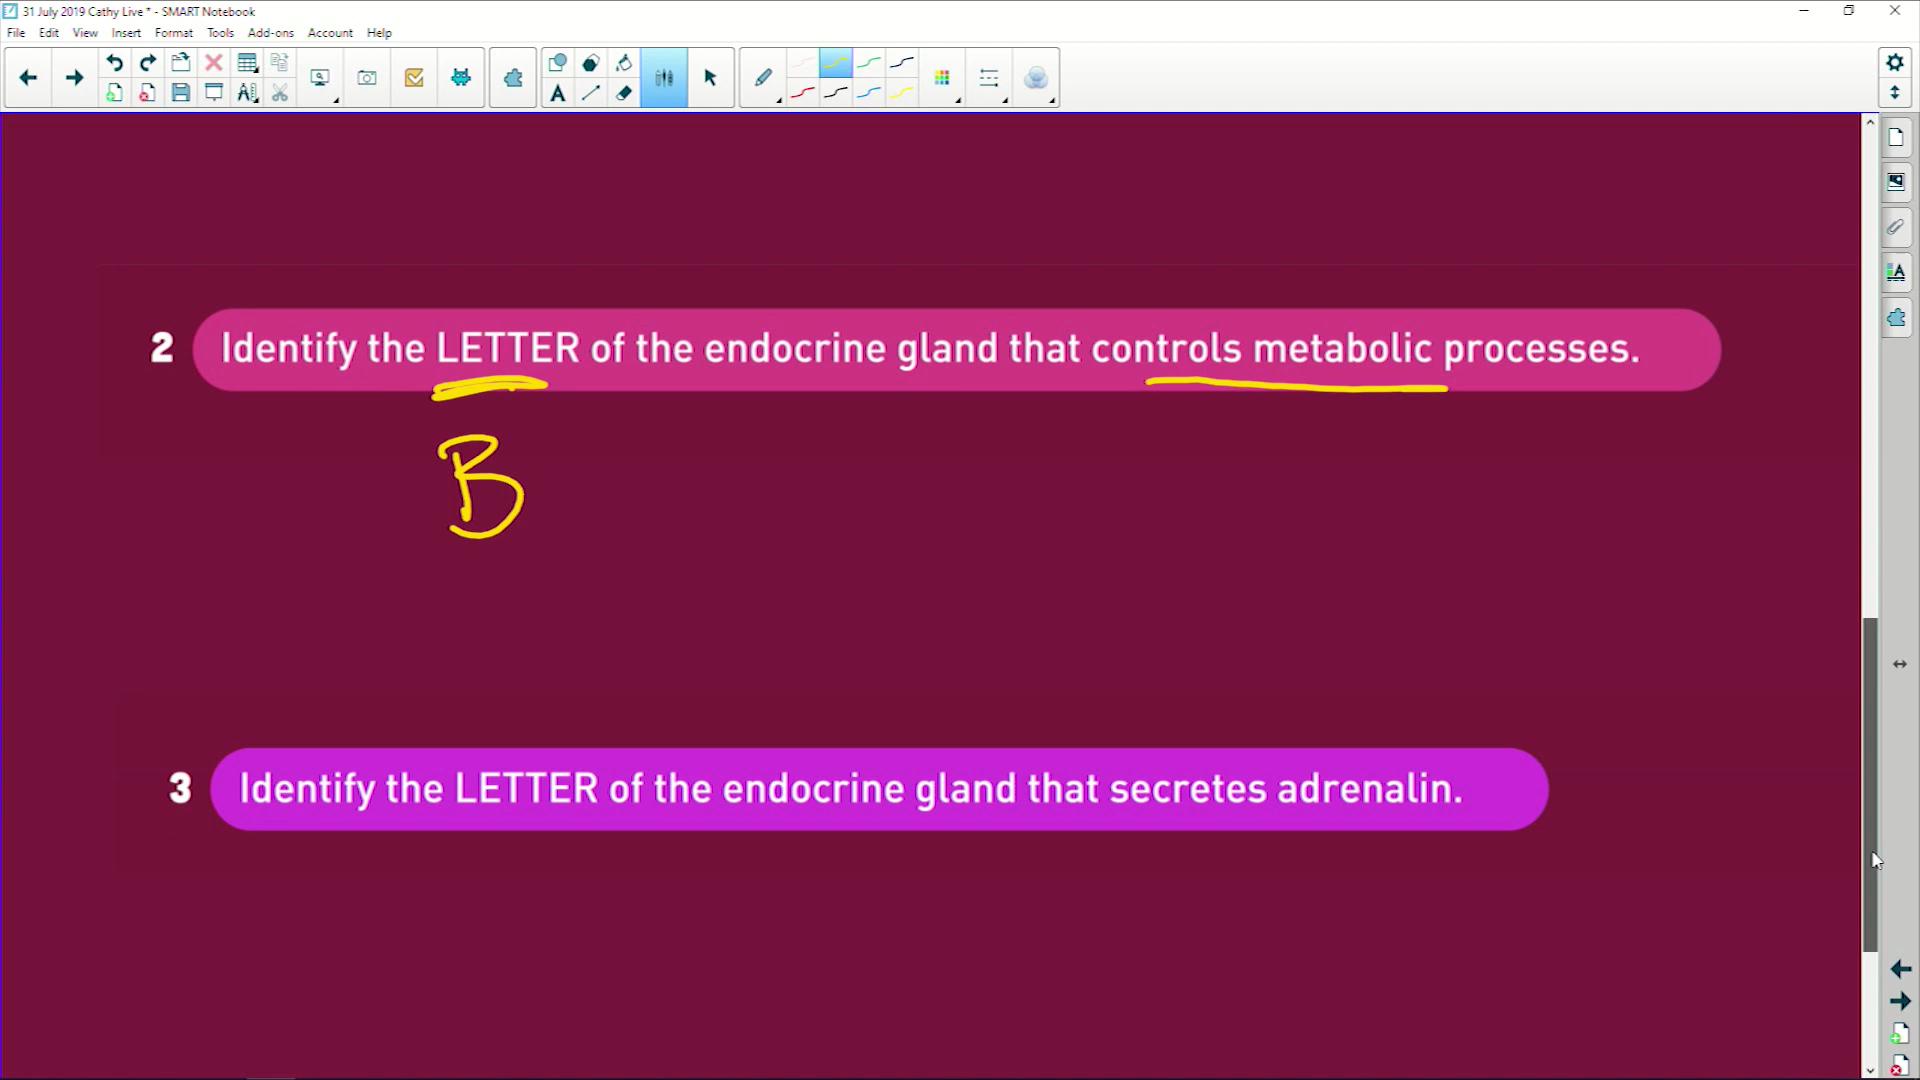 31 July 2019 Cathy Live * - SMART Notebook
File Edit View Insert Format Tools Add-ons Account Help
2 Identify the LETTER of the endocrine gland that controls metabolic processes.
B
3 Identify the LETTER of the endocrine gland that secretes adrenalin.